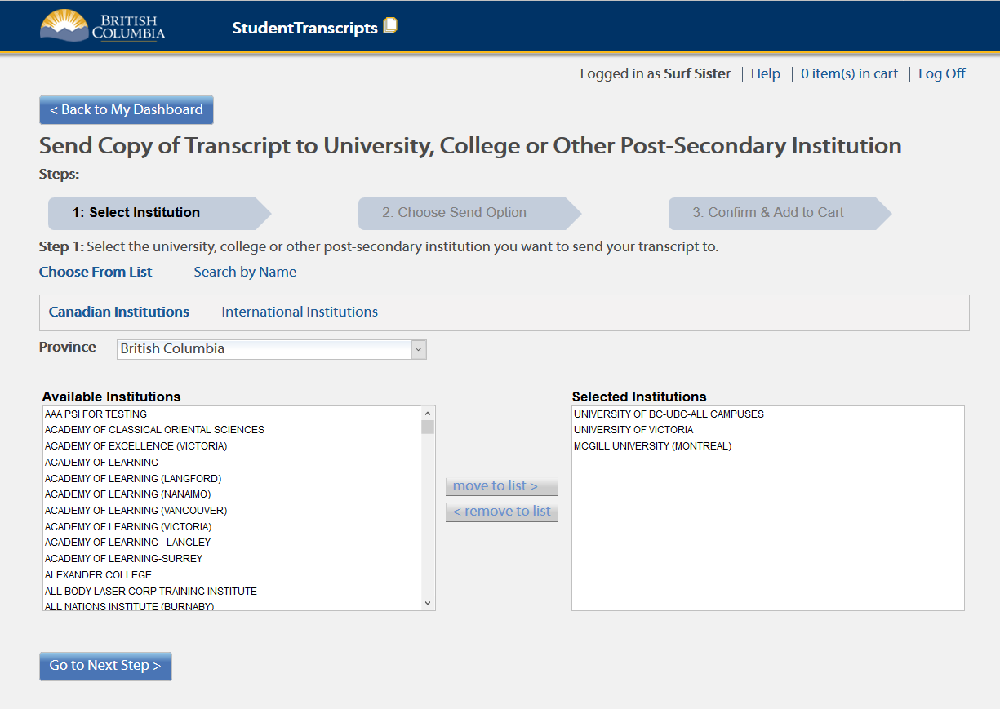 BRITISH
COLUMBIA
StudentTranscripts
Logged in as Surf Sister | Help | 0 item(s) in cart | Log Off
< Back to My Dashboard
Send Copy of Transcript to University, College or Other Post-Secondary Institution
Steps:
1: Select Institution
2: Choose Send Option
3: Confirm & Add to Cart
Step 1: Select the university, college or other post-secondary institution you want to send your transcript to.
Choose From List Search by Name
Canadian Institutions International Institutions
Province British Columbia
Available Institutions
AAA PSI FOR TESTING
ACADEMY OF CLASSICAL ORIENTAL SCIENCES
ACADEMY OF EXCELLENCE (VICTORIA)
ACADEMY OF LEARNING
ACADEMY OF LEARNING (LANGFORD)
ACADEMY OF LEARNING (NANAIMO)
ACADEMY OF LEARNING (VANCOUVER)
ACADEMY OF LEARNING (VICTORIA)
ACADEMY OF LEARNING - LANGLEY
ACADEMY OF LEARNING-SURREY
ALEXANDER COLLEGE
ALL BODY LASER CORP TRAINING INSTITUTE
ALL NATIONS INSTITUTE (BURNABY)
move to list >
< remove to list
Selected Institutions
UNIVERSITY OF BC-UBC-ALL CAMPUSES
UNIVERSITY OF VICTORIA
MCGILL UNIVERSITY (MONTREAL)
Go to Next Step >